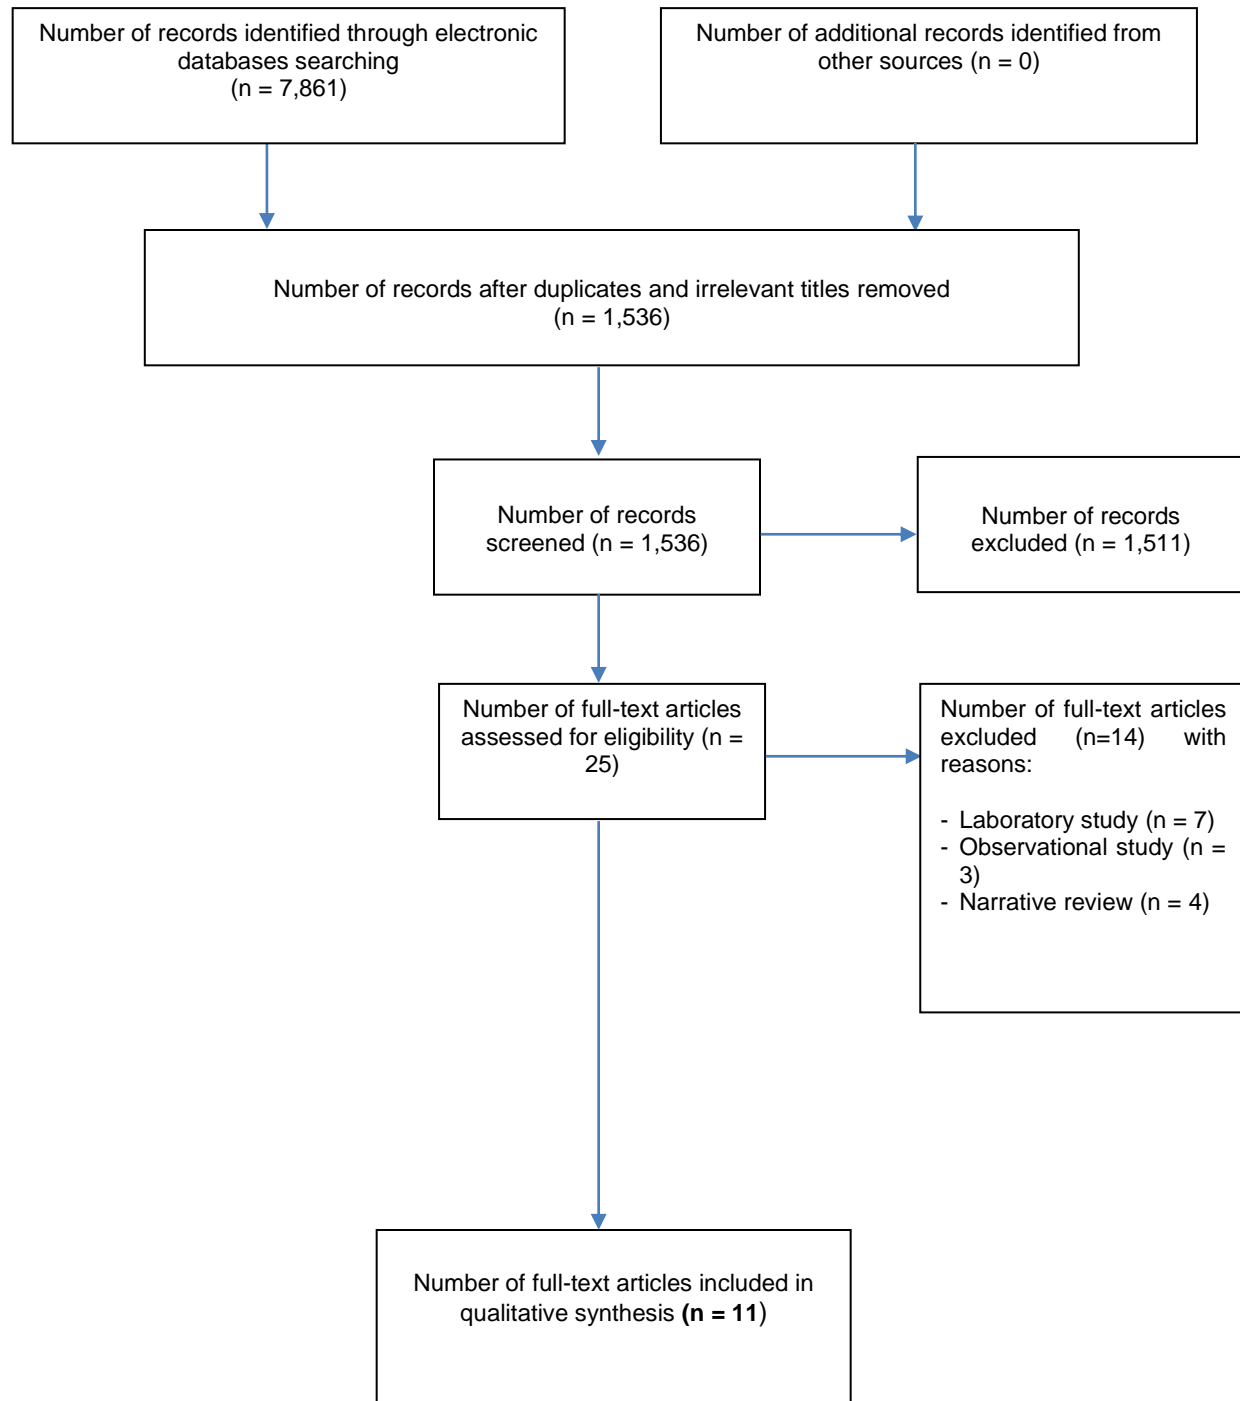 Number of records identified through electronic
databases searching
(n = 7,861)
Number of additional records identified from
other sources (n = 0)
Number of records after duplicates and irrelevant titles removed
(n = 1,536)
Number of records
screened (n = 1,536)
Number of records
excluded (n = 1,511)
Number of full-text articles
assessed for eligibility (n =
25)
Number of full-text articles
excluded (n=14) with
reasons:
- Laboratory study (n = 7)
- Observational study (n =
3)
- Narrative review (n = 4)
Number of full-text articles included in
qualitative synthesis (n = 11)